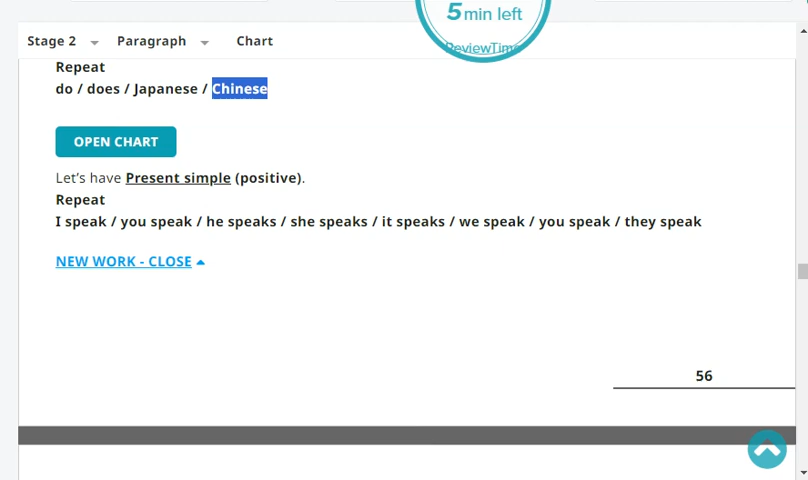 5 min left
ReviewTime
Stage 2 Paragraph Chart
Repeat
do / does / Japanese / Chinese
OPEN CHART
Let's have Present simple (positive).
Repeat
I speak / you speak / he speaks / she speaks / it speaks / we speak / you speak / they speak
NEW WORK - CLOSE
56